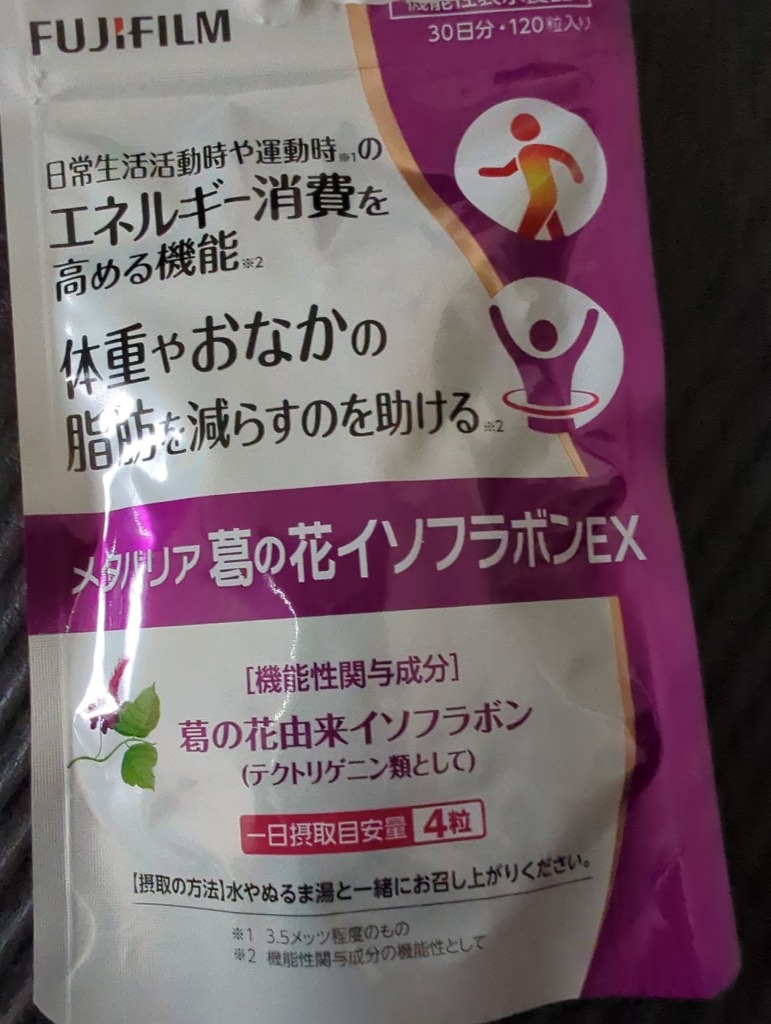 FUJIFILM
機能性表示食品
30日分・120粒入り
日常生活活動時や運動時※1の
エネルギー消費を
高める機能※2
体重やおなかの
脂肪を減らすのを助ける※2
メタバリア 葛の花イソフラボンEX
[機能性関与成分]
葛の花由来イソフラボン
(テクトリゲニン類として)
一日摂取目安量 4粒
【摂取の方法】水やぬるま湯と一緒にお召し上がりください。
※1 3.5メッツ程度のもの
※2 機能性関与成分の機能性として